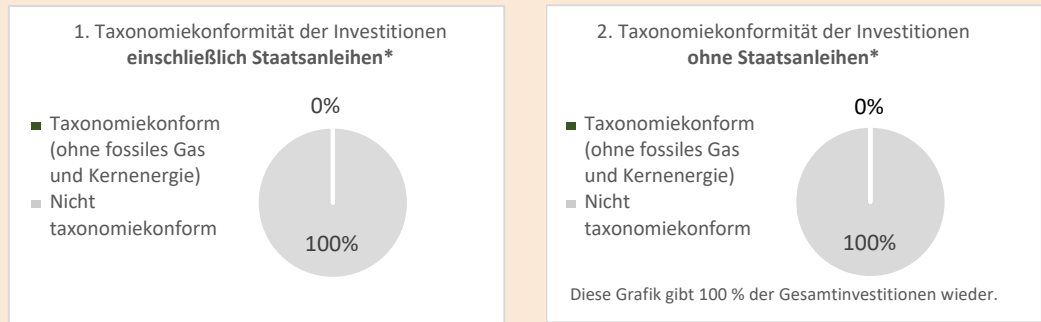 1. Taxonomiekonformität der Investitionen
einschließlich Staatsanleihen*
0%
Taxonomiekonform
(ohne fossiles Gas
und Kernenergie)
Nicht
taxonomiekonform
100%
2. Taxonomiekonformität der Investitionen
ohne Staatsanleihen*
0%
Taxonomiekonform
(ohne fossiles Gas
und Kernenergie)
Nicht
taxonomiekonform
100%
Diese Grafik gibt 100 % der Gesamtinvestitionen wieder.